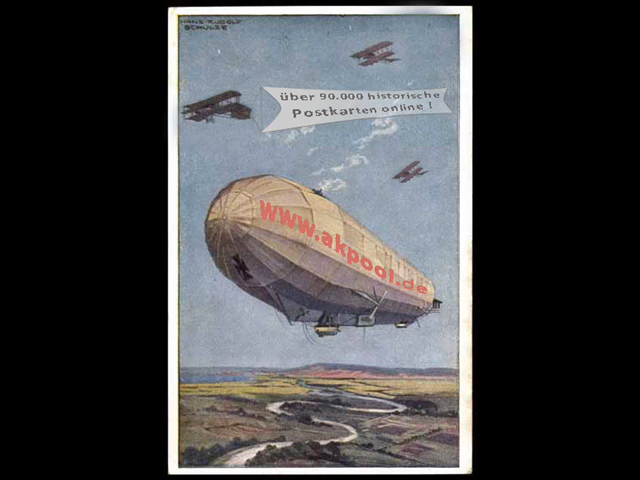 HANS RUDOLF
SCHULZE
über 90.000 historische
Postkarten online !
www.akpool.de